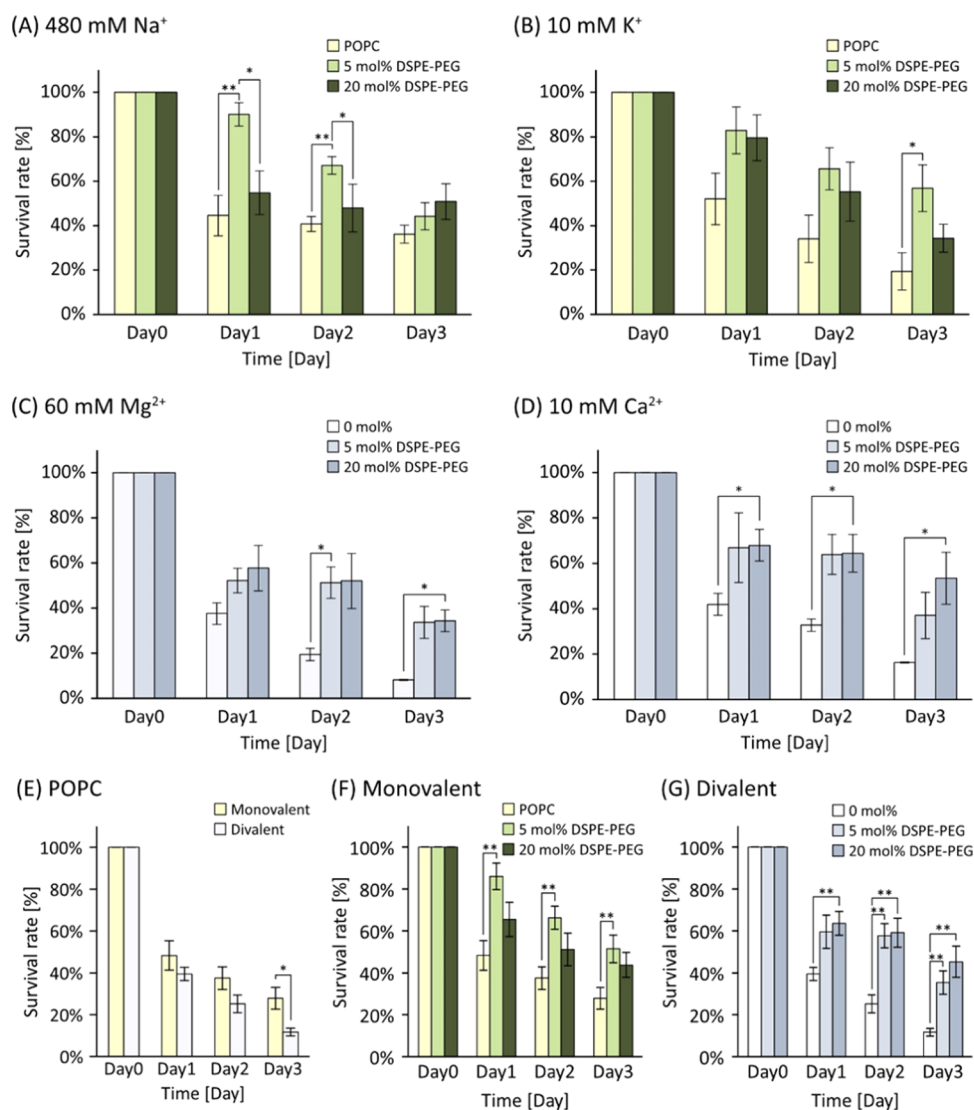 (A) 480 mM Na⁺
POPC
5 mol% DSPE-PEG
20 mol% DSPE-PEG
Survival rate [%]
100%
80%
60%
40%
20%
0%
** *
** *
Day0 Day1 Day2 Day3
Time [Day]
(B) 10 mM K⁺
POPC
5 mol% DSPE-PEG
20 mol% DSPE-PEG
Survival rate [%]
100%
80%
60%
40%
20%
0%
*
Day0 Day1 Day2 Day3
Time [Day]
(C) 60 mM Mg²⁺
0 mol%
5 mol% DSPE-PEG
20 mol% DSPE-PEG
Survival rate [%]
100%
80%
60%
40%
20%
0%
*
*
Day0 Day1 Day2 Day3
Time [Day]
(D) 10 mM Ca²⁺
0 mol%
5 mol% DSPE-PEG
20 mol% DSPE-PEG
Survival rate [%]
100%
80%
60%
40%
20%
0%
* * *
Day0 Day1 Day2 Day3
Time [Day]
(E) POPC
Monovalent
Divalent
Survival rate [%]
100%
80%
60%
40%
20%
0%
*
Day0 Day1 Day2 Day3
Time [Day]
(F) Monovalent
POPC
5 mol% DSPE-PEG
20 mol% DSPE-PEG
Survival rate [%]
100%
80%
60%
40%
20%
0%
** ** **
Day0 Day1 Day2 Day3
Time [Day]
(G) Divalent
0 mol%
5 mol% DSPE-PEG
20 mol% DSPE-PEG
Survival rate [%]
100%
80%
60%
40%
20%
0%
** **
**
**
**
Day0 Day1 Day2 Day3
Time [Day]